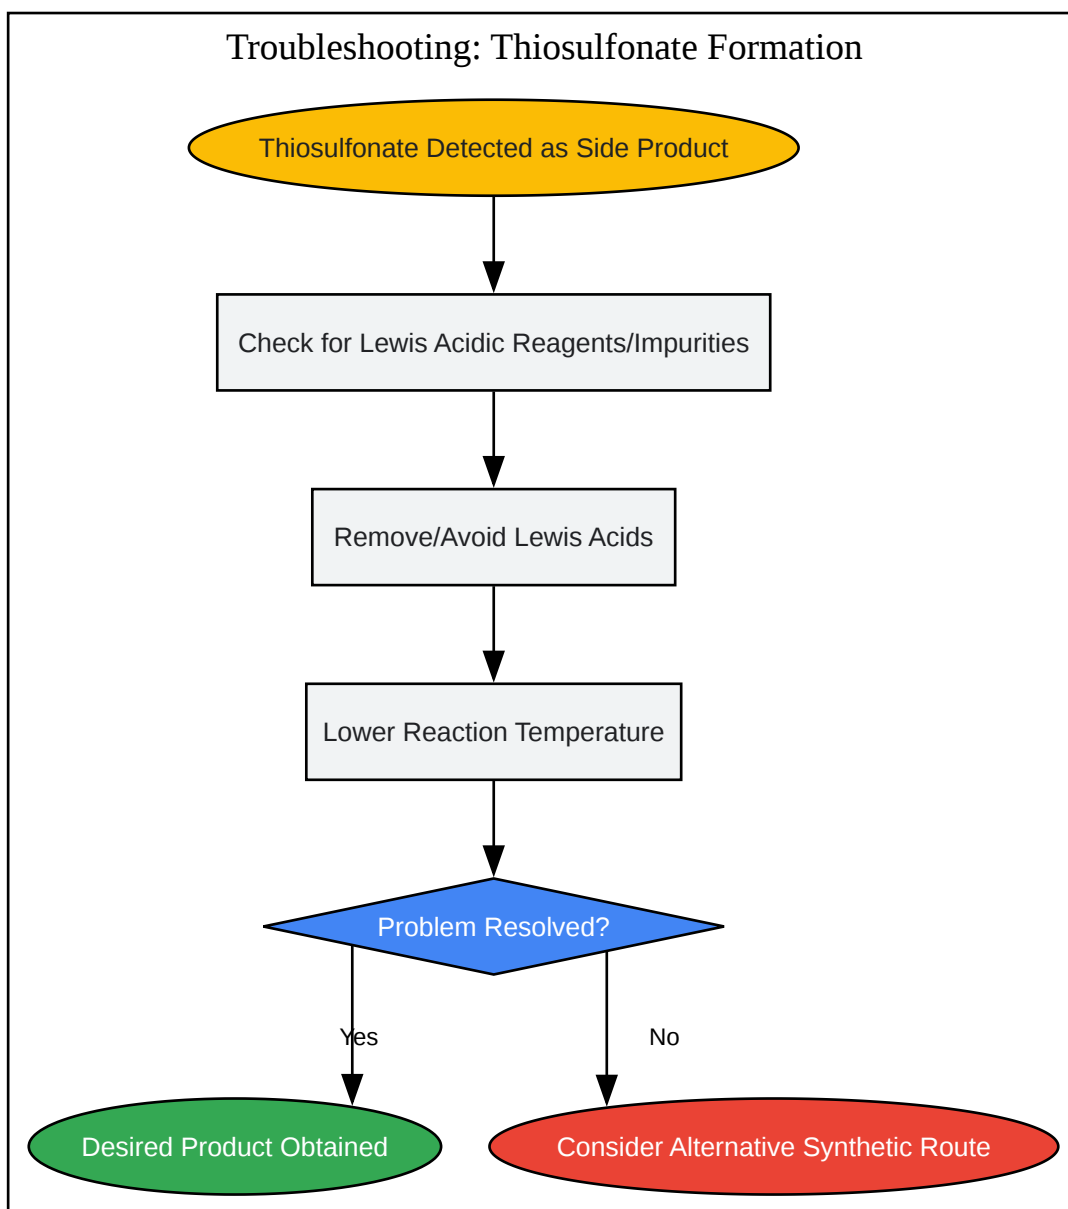 Troubleshooting: Thiosulfonate Formation
Thiosulfonate Detected as Side Product
Check for Lewis Acidic Reagents/Impurities
Remove/Avoid Lewis Acids
Lower Reaction Temperature
Problem Resolved?
Yes
No
Desired Product Obtained
Consider Alternative Synthetic Route